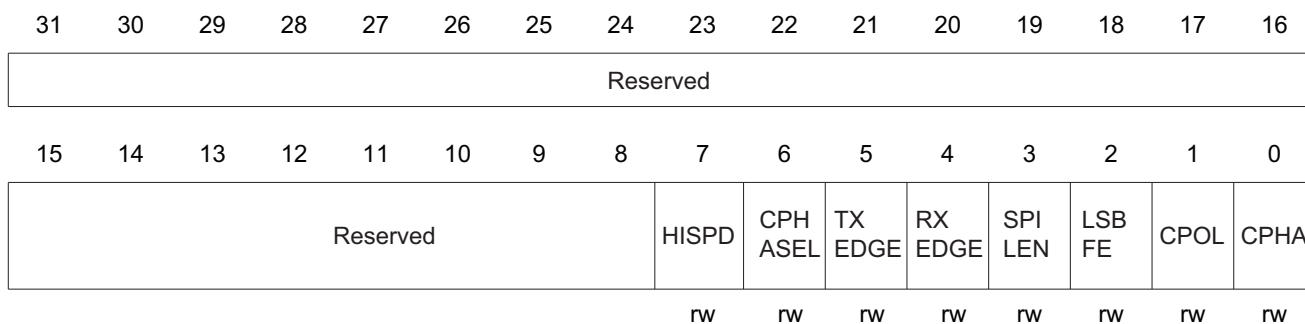 31 30 29 28 27 26 25 24 23 22 21 20 19 18 17 16
Reserved
15 14 13 12 11 10 9 8 7 6 5 4 3 2 1 0
Reserved HISPD CPH ASEL TX EDGE RX EDGE SPI LEN LSB FE CPOL CPHA
rw rw rw rw rw rw rw rw